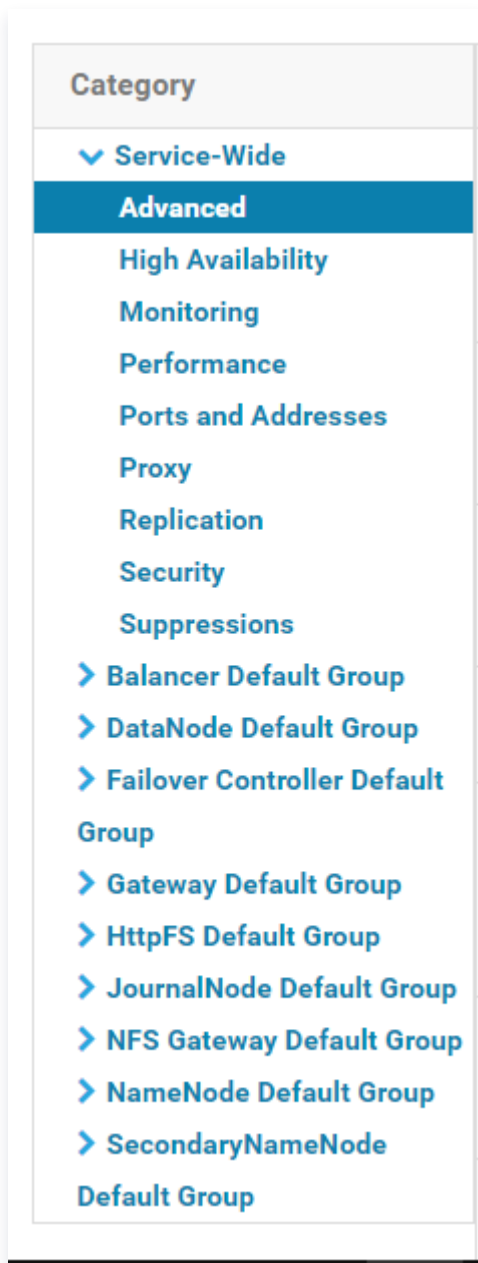 Category
Service-Wide
Advanced
High Availability
Monitoring
Performance
Ports and Addresses
Proxy
Replication
Security
Suppressions
Balancer Default Group
DataNode Default Group
Failover Controller Default
Group
Gateway Default Group
HttpFS Default Group
JournalNode Default Group
NFS Gateway Default Group
NameNode Default Group
SecondaryNameNode
Default Group